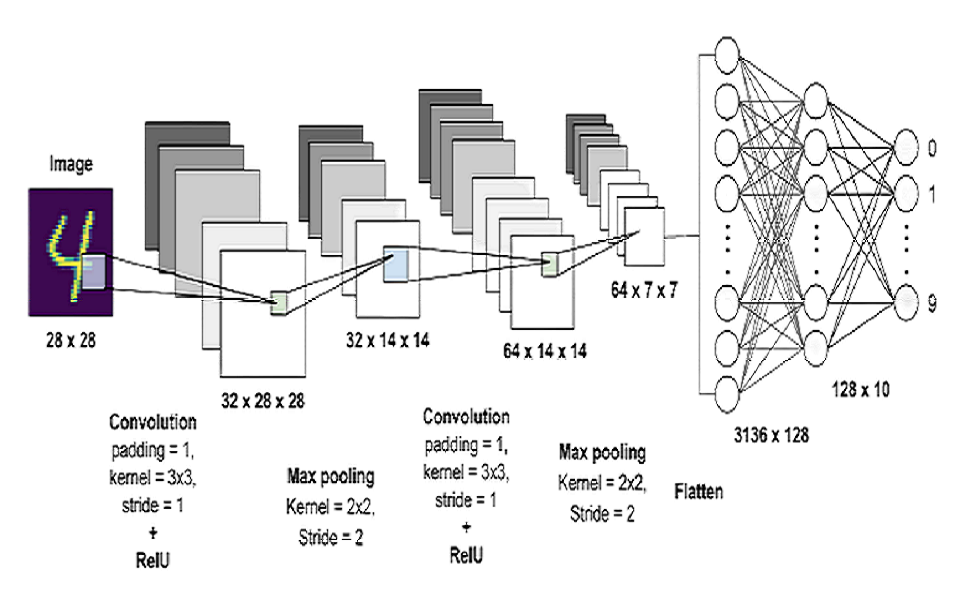 Image
28 x 28
32 x 28 x 28
32 x 14 x 14
64 x 14 x 14
64 x 7 x 7
3136 x 128
128 x 10
0
1
9
Convolution
padding = 1,
kernel = 3x3,
stride = 1
+
RelU
Max pooling
Kernel = 2x2,
Stride = 2
Convolution
padding = 1,
kernel = 3x3,
stride = 1
+
RelU
Max pooling
Kernel = 2x2,
Stride = 2
Flatten